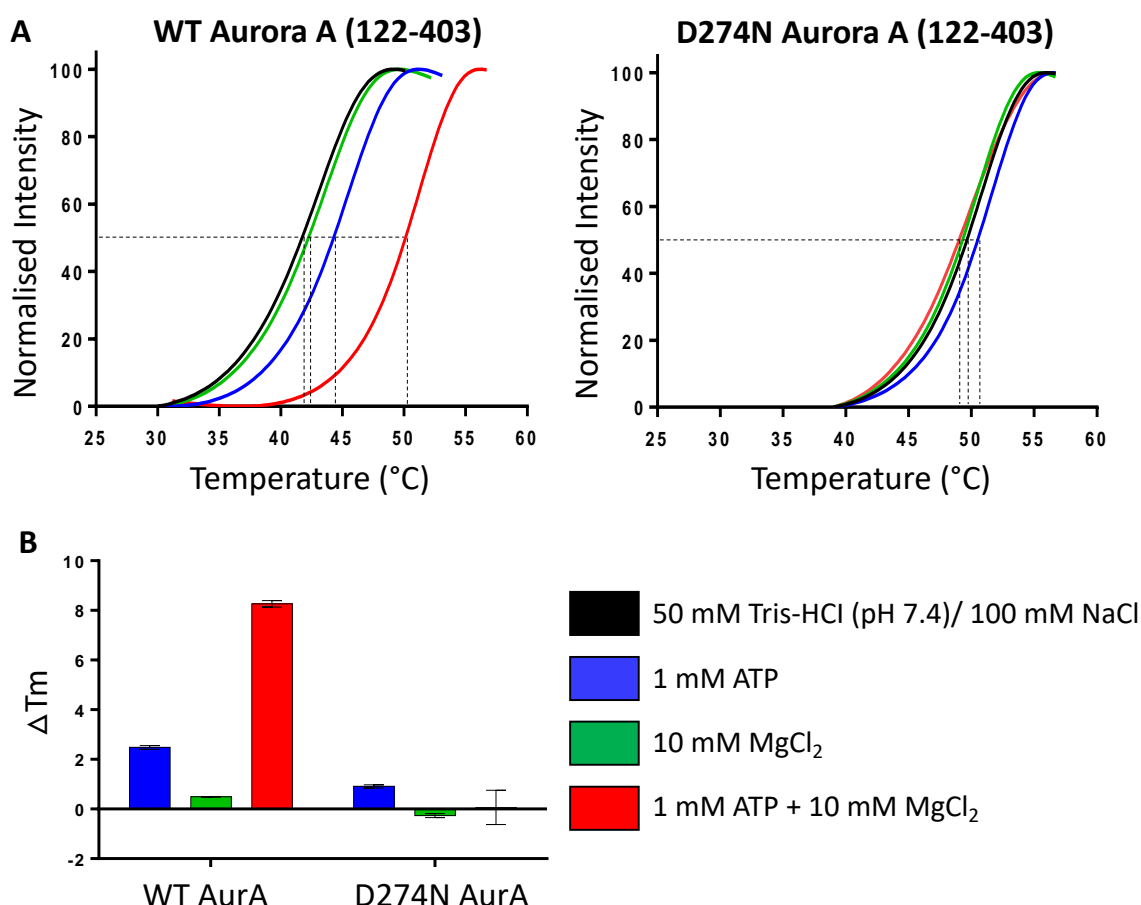 A
WT Aurora A (122-403)
D274N Aurora A (122-403)
Normalised Intensity
100
80
60
40
20
0
25 30 35 40 45 50 55 60
Temperature (°C)
Normalised Intensity
100
80
60
40
20
0
25 30 35 40 45 50 55 60
Temperature (°C)
B
△Tm
10
8
6
4
2
0
-2
WT AurA
D274N AurA
50 mM Tris-HCl (pH 7.4)/ 100 mM NaCl
1 mM ATP
10 mM MgCl₂
1 mM ATP + 10 mM MgCl₂